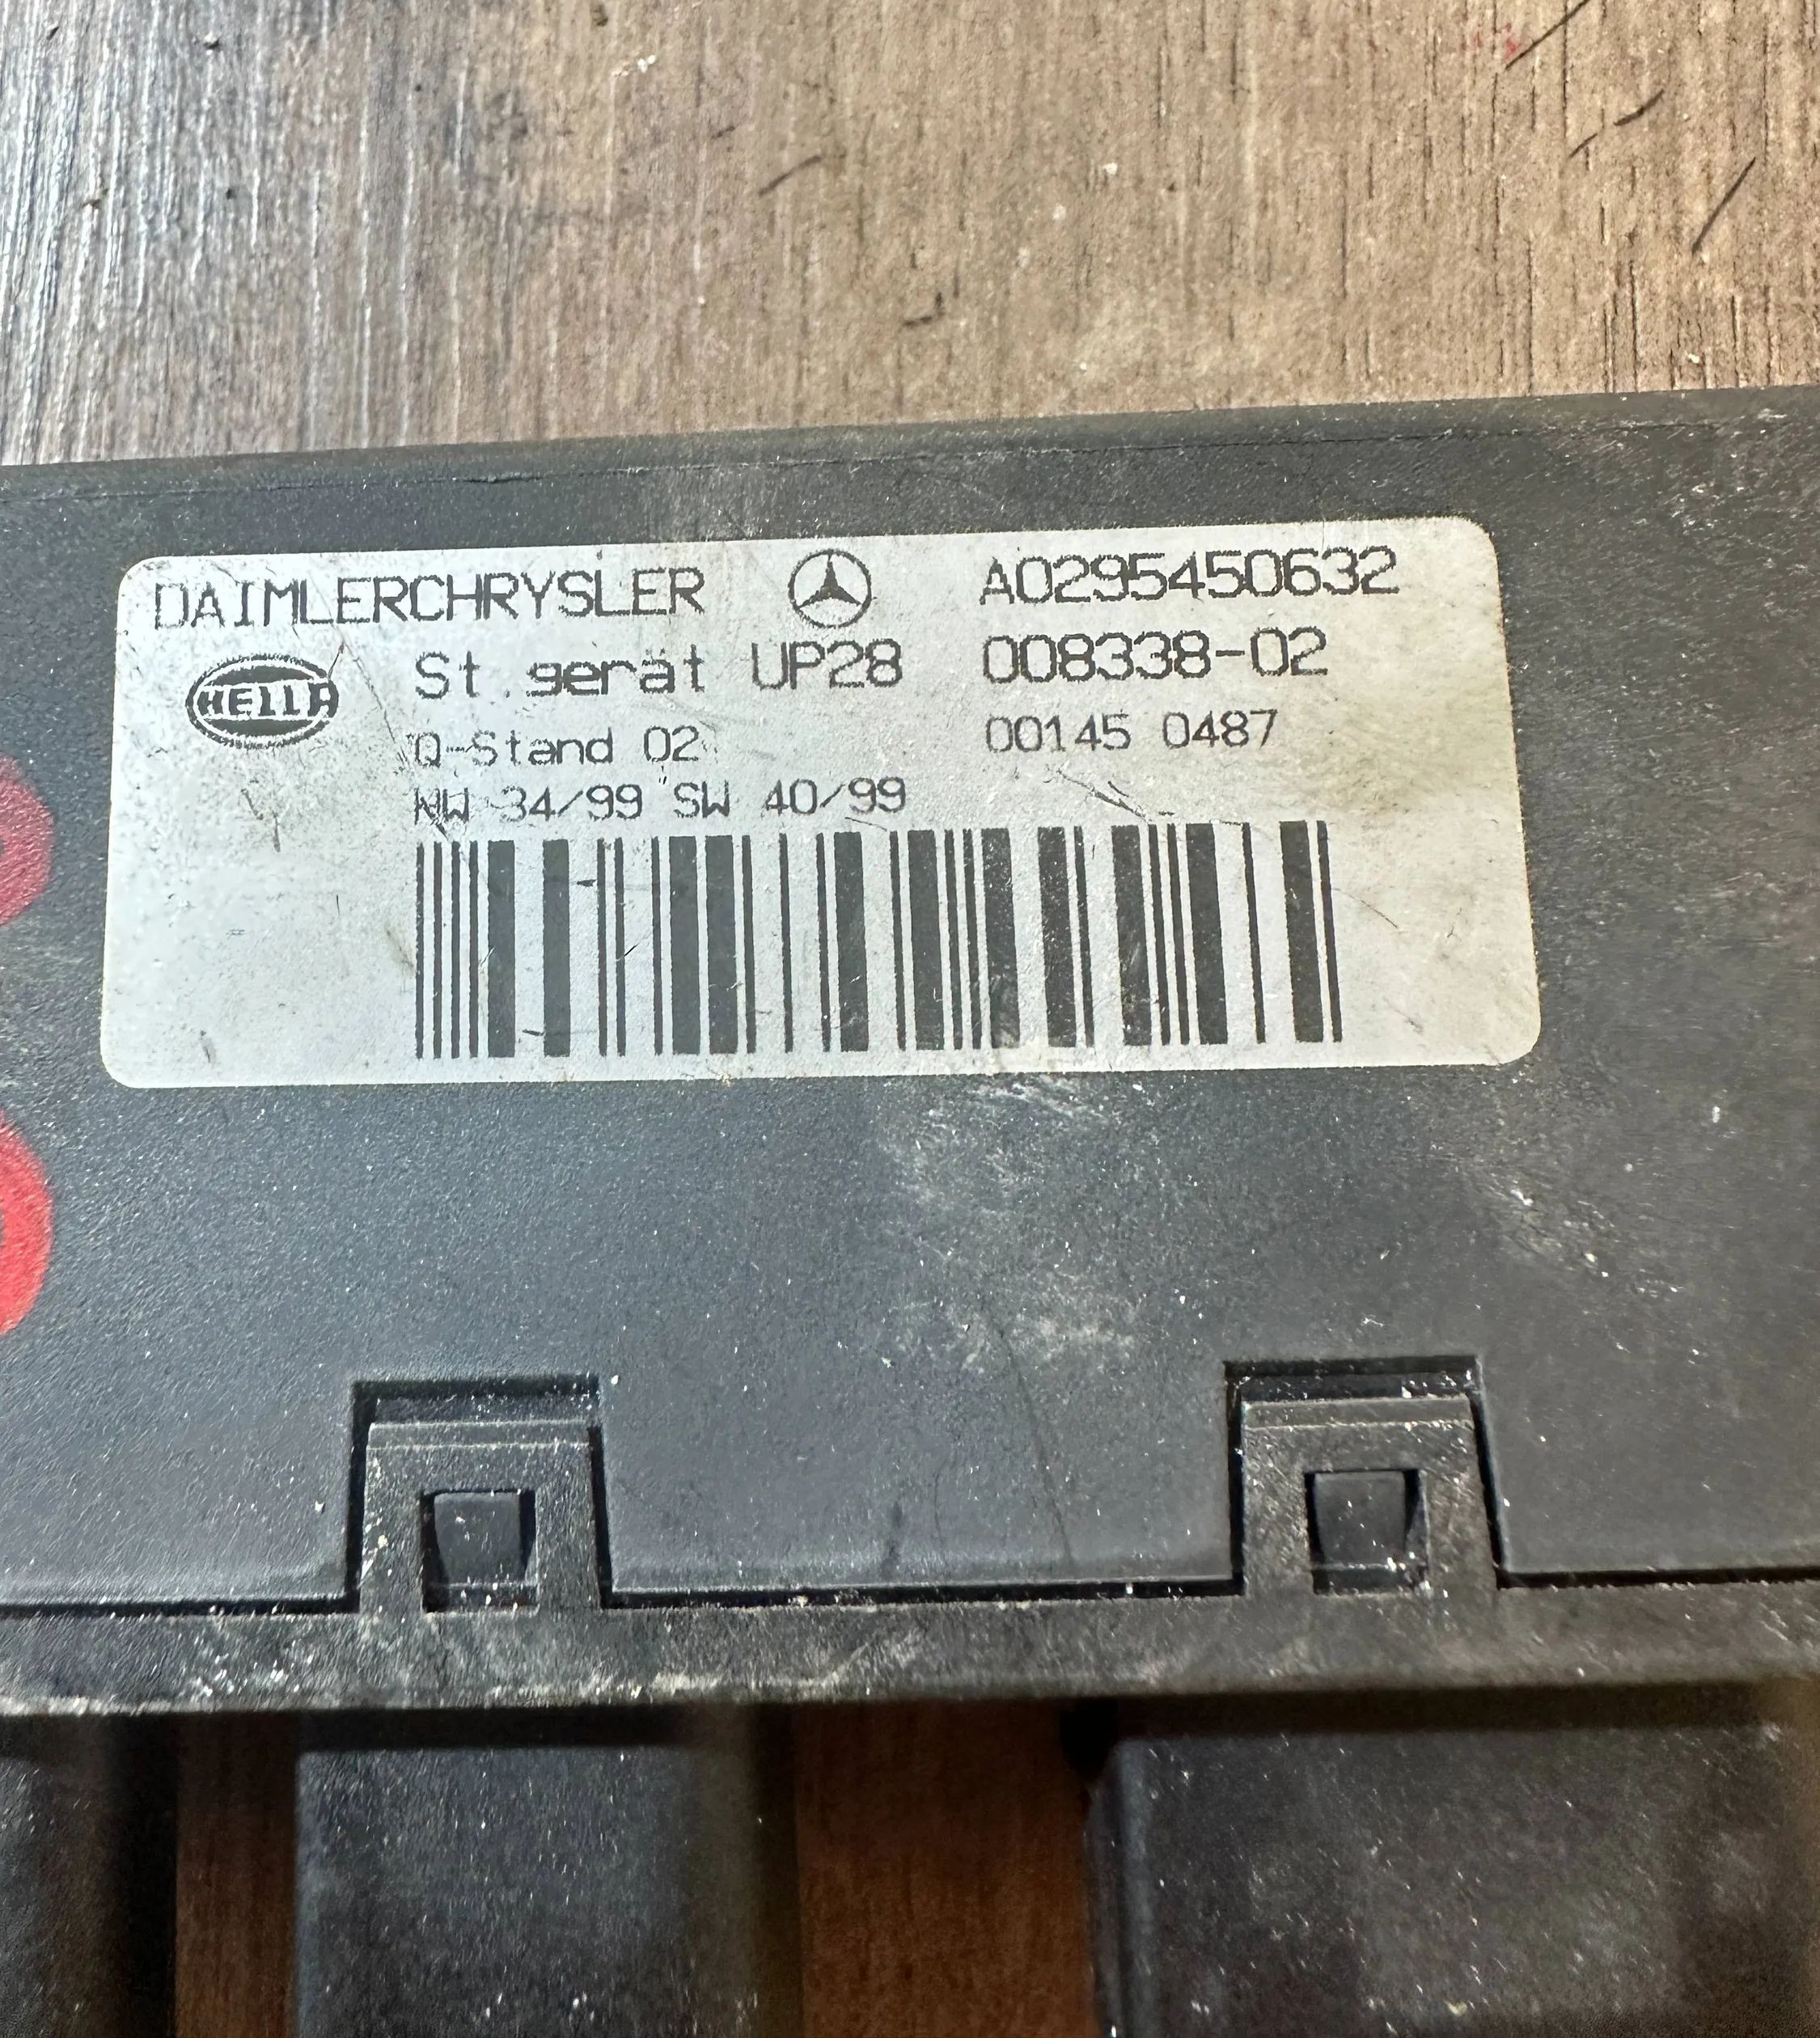 DAIMLERCHRYSLER A0295450632
HELLA St.gerät UP28 008338-02
Q-Stand 02 00145 0487
NW 34/99 SW 40/99